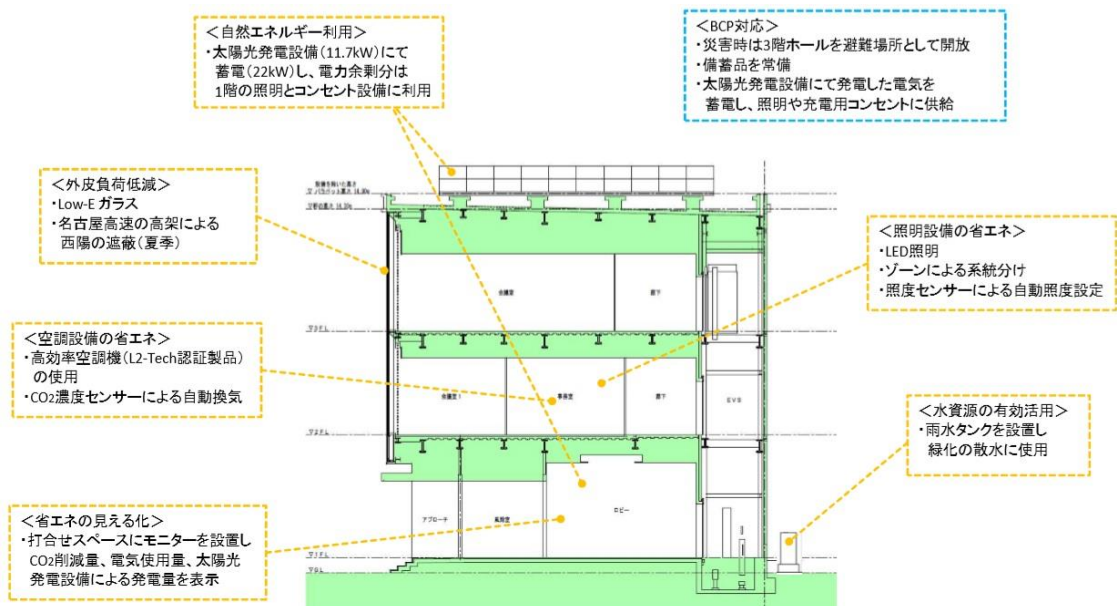 ＜自然エネルギー利用＞
・太陽光発電設備(11.7kW)にて
蓄電(22kW)し、電力余剰分は
1階の照明とコンセント設備に利用
＜BCP対応＞
・災害時は3階ホールを避難場所として開放
・備蓄品を常備
・太陽光発電設備にて発電した電気を
蓄電し、照明や充電用コンセントに供給
＜外皮負荷低減＞
・Low-E ガラス
・名古屋高速の高架による
西陽の遮蔽(夏季)
＜照明設備の省エネ＞
・LED照明
・ゾーンによる系統分け
・照度センサーによる自動照度設定
会議室
廊下
▽3FL
＜空調設備の省エネ＞
・高効率空調機(L2-Tech認証製品)
の使用
・CO2濃度センサーによる自動換気
会議室1
事務室
廊下
EVS
▽2FL
＜水資源の有効活用＞
・雨水タンクを設置し
緑化の散水に使用
＜省エネの見える化＞
・打合せスペースにモニターを設置し
CO2削減量、電気使用量、太陽光
発電設備による発電量を表示
アプローチ
風除室
ロビー
▽1FL
▽GL